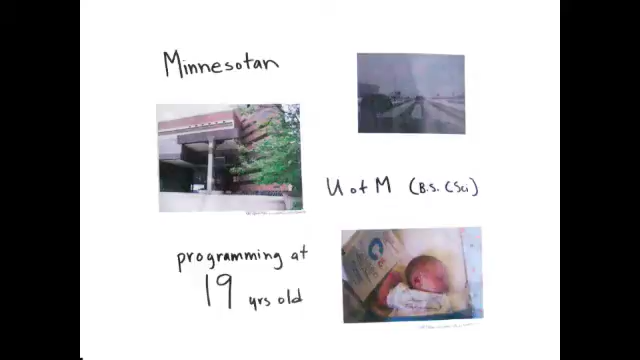 Minnesotan
U of M (B.S. CSci)
programming at
19 yrs old
C